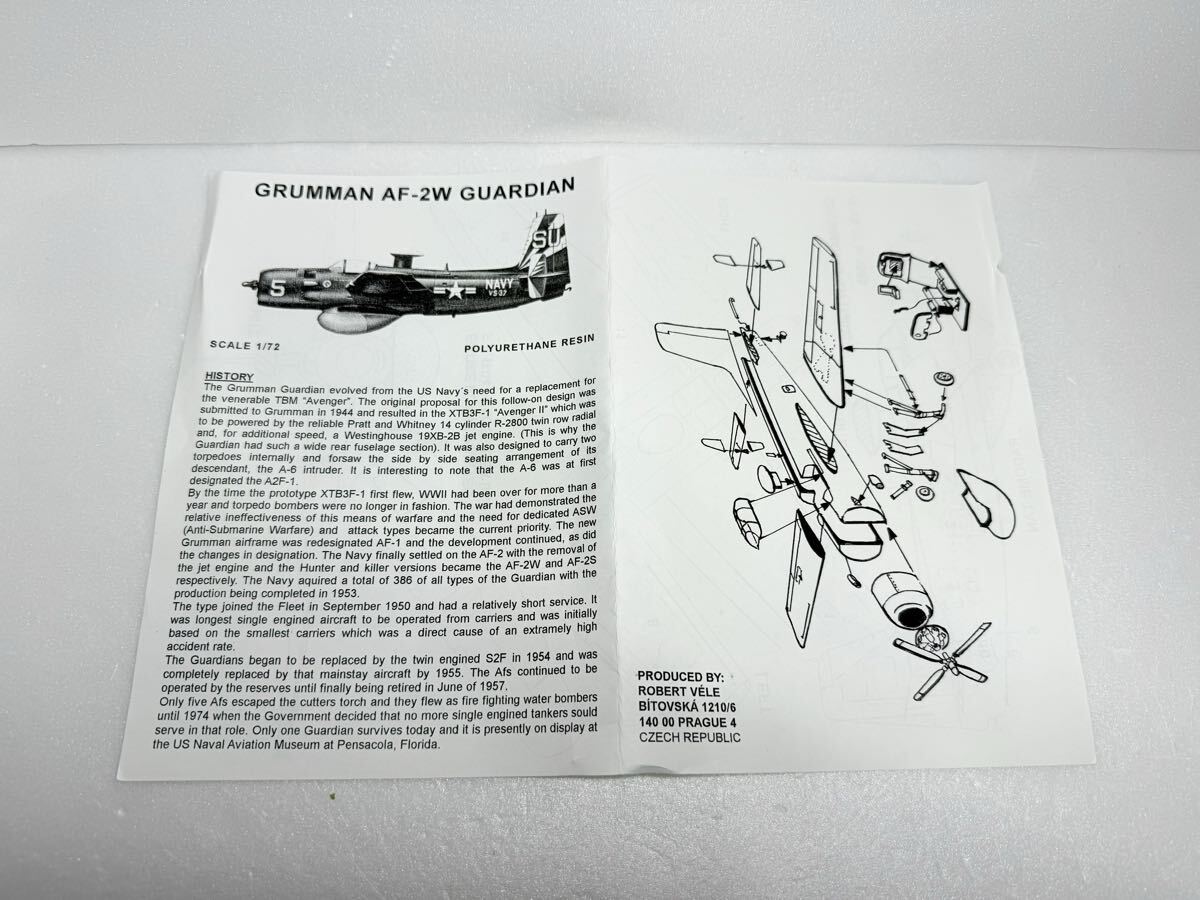 GRUMMAN AF-2W GUARDIAN
SU
5
NAVY
VS-37
SCALE 1/72
POLYURETHANE RESIN
HISTORY
The Grumman Guardian evolved from the US Navy´s need for a replacement for
the venerable TBM "Avenger". The original proposal for this follow-on design was
submitted to Grumman in 1944 and resulted in the XTB3F-1 "Avenger II" which was
to be powered by the reliable Pratt and Whitney 14 cylinder R-2800 twin row radial
and, for additional speed, a Westinghouse 19XB-2B jet engine. (This is why the
Guardian had such a wide rear fuselage section). It was also designed to carry two
torpedoes internally and forsaw the side by side seating arrangement of its
descendant, the A-6 intruder. It is interesting to note that the A-6 was at first
designated the A2F-1.
By the time the prototype XTB3F-1 first flew, WWII had been over for more than a
year and torpedo bombers were no longer in fashion. The war had demonstrated the
relative ineffectiveness of this means of warfare and the need for dedicated ASW
(Anti-Submarine Warfare) and attack types became the current priority. The new
Grumman airframe was redesignated AF-1 and the development continued, as did
the changes in designation. The Navy finally settled on the AF-2 with the removal of
the jet engine and the Hunter and killer versions became the AF-2W and AF-2S
respectively. The Navy aquired a total of 386 of all types of the Guardian with the
production being completed in 1953.
The type joined the Fleet in September 1950 and had a relatively short service. It
was longest single engined aircraft to be operated from carriers and was initially
based on the smallest carriers which was a direct cause of an extremely high
accident rate.
The Guardians began to be replaced by the twin engined S2F in 1954 and was
completely replaced by that mainstay aircraft by 1955. The Afs continued to be
operated by the reserves until finally being retired in June of 1957.
Only five Afs escaped the cutters torch and they flew as fire fighting water bombers
until 1974 when the Government decided that no more single engined tankers sould
serve in that role. Only one Guardian survives today and it is presently on display at
the US Naval Aviation Museum at Pensacola, Florida.
PRODUCED BY:
ROBERT VÉLE
BÍTOVSKÁ 1210/6
140 00 PRAGUE 4
CZECH REPUBLIC